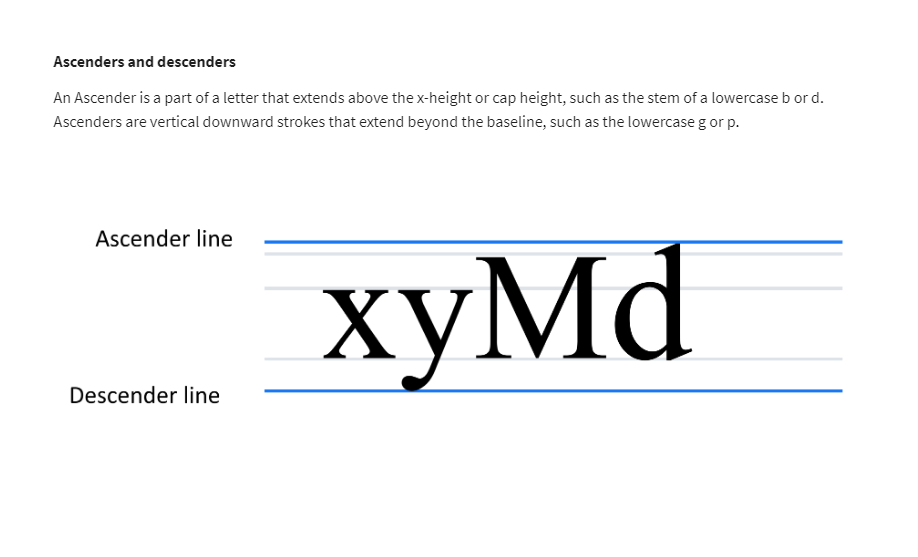 Ascenders and descenders
An Ascender is a part of a letter that extends above the x-height or cap height, such as the stem of a lowercase b or d.
Ascenders are vertical downward strokes that extend beyond the baseline, such as the lowercase g or p.
Ascender line
xyMd
Descender line